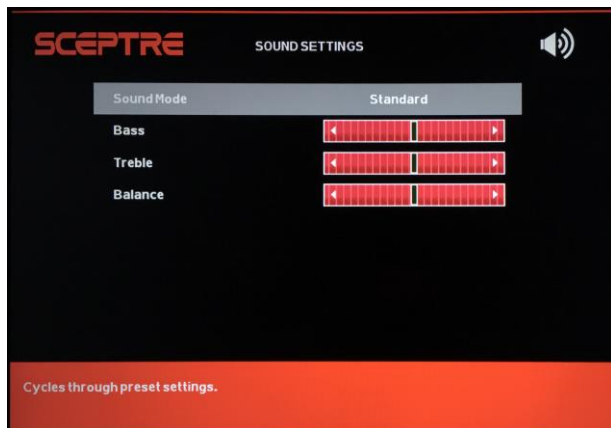 SCEPTRE
SOUND SETTINGS
Sound Mode Standard
Bass
Treble
Balance
Cycles through preset settings.